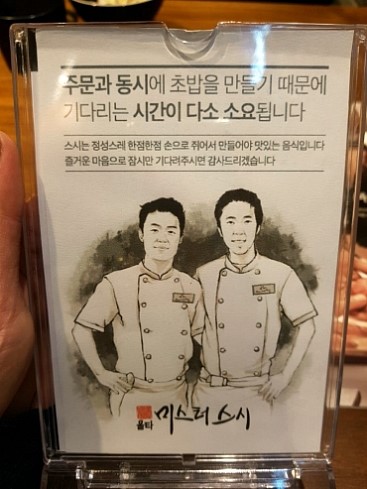 주문과 동시에 초밥을 만들기 때문에
기다리는 시간이 다소 소요됩니다
스시는 정성스레 한점한점 손으로 쥐어서 만들어야 맛있는 음식입니다
즐거운 마음으로 잠시만 기다려주시면 감사드리겠습니다
울타 미스터 스시